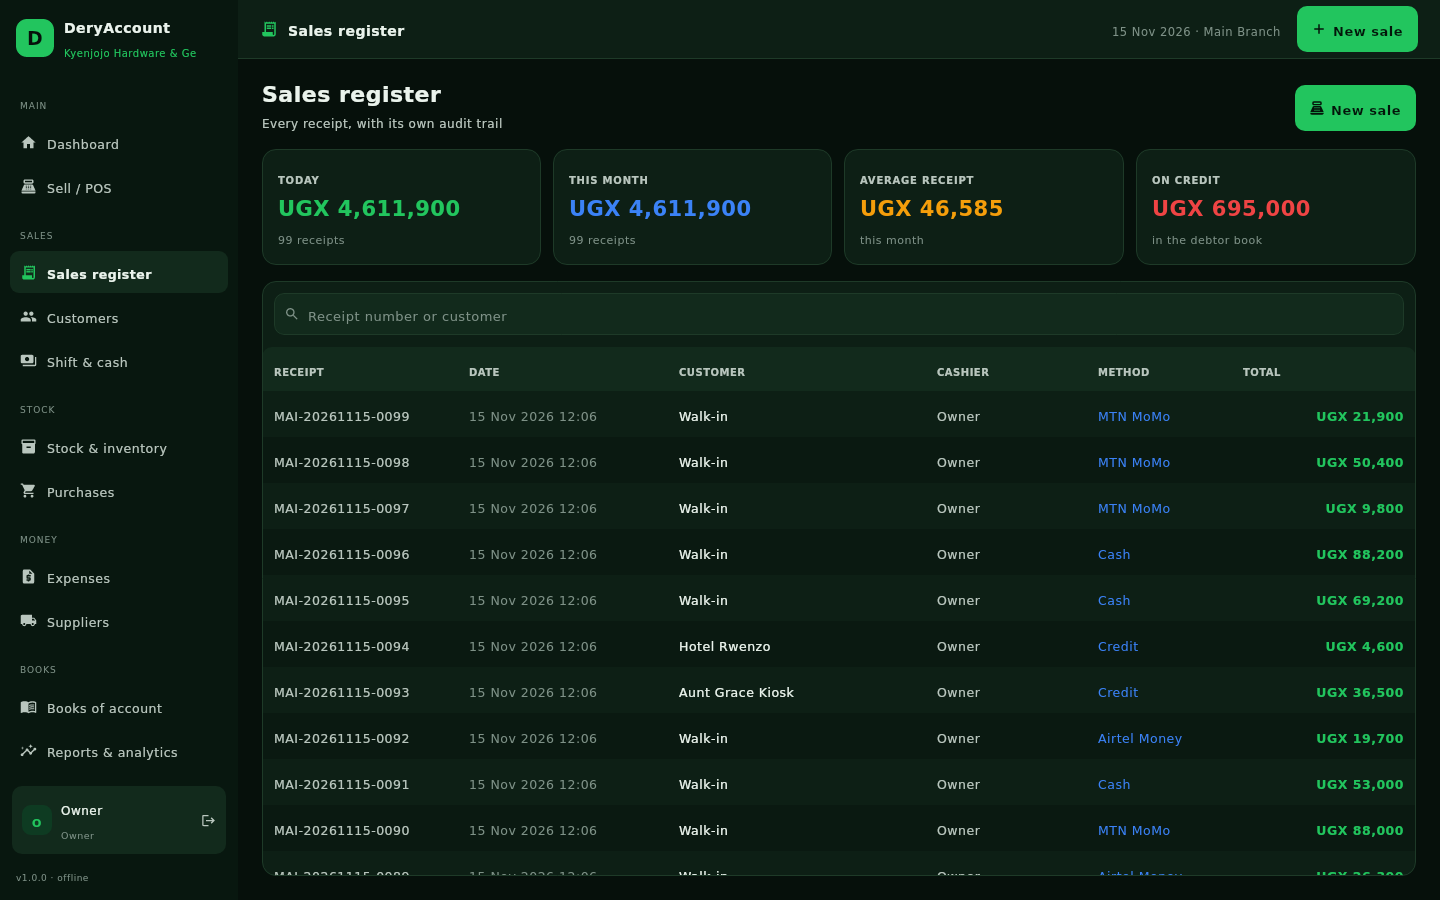 D
DeryAccount
Kyenjojo Hardware & Ge
MAIN
Dashboard
Sell / POS
SALES
Sales register
Customers
Shift & cash
STOCK
Stock & inventory
Purchases
MONEY
Expenses
Suppliers
BOOKS
Books of account
Reports & analytics
o
Owner
Owner
v1.0.0 · offline
Sales register
15 Nov 2026 · Main Branch
New sale
Sales register
Every receipt, with its own audit trail
New sale
TODAY
UGX 4,611,900
99 receipts
THIS MONTH
UGX 4,611,900
99 receipts
AVERAGE RECEIPT
UGX 46,585
this month
ON CREDIT
UGX 695,000
in the debtor book
Receipt number or customer
RECEIPT DATE CUSTOMER CASHIER METHOD TOTAL
MAI-20261115-0099 15 Nov 2026 12:06 Walk-in Owner MTN MoMo UGX 21,900
MAI-20261115-0098 15 Nov 2026 12:06 Walk-in Owner MTN MoMo UGX 50,400
MAI-20261115-0097 15 Nov 2026 12:06 Walk-in Owner MTN MoMo UGX 9,800
MAI-20261115-0096 15 Nov 2026 12:06 Walk-in Owner Cash UGX 88,200
MAI-20261115-0095 15 Nov 2026 12:06 Walk-in Owner Cash UGX 69,200
MAI-20261115-0094 15 Nov 2026 12:06 Hotel Rwenzo Owner Credit UGX 4,600
MAI-20261115-0093 15 Nov 2026 12:06 Aunt Grace Kiosk Owner Credit UGX 36,500
MAI-20261115-0092 15 Nov 2026 12:06 Walk-in Owner Airtel Money UGX 19,700
MAI-20261115-0091 15 Nov 2026 12:06 Walk-in Owner Cash UGX 53,000
MAI-20261115-0090 15 Nov 2026 12:06 Walk-in Owner MTN MoMo UGX 88,000